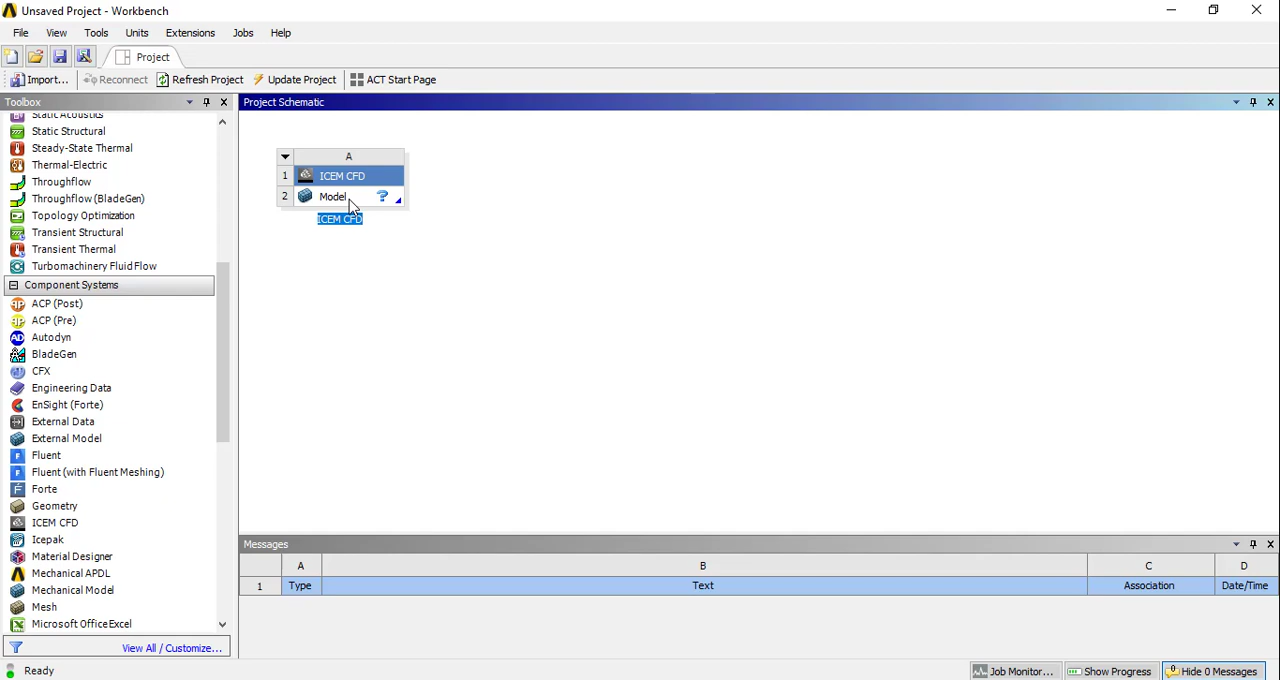 Unsaved Project - Workbench
File View Tools Units Extensions Jobs Help
Project
Import... Reconnect Refresh Project Update Project ACT Start Page
Toolbox
Static Acoustics
Static Structural
Steady-State Thermal
Thermal-Electric
Throughflow
Throughflow (BladeGen)
Topology Optimization
Transient Structural
Transient Thermal
Turbomachinery Fluid Flow
Component Systems
ACP (Post)
ACP (Pre)
Autodyn
BladeGen
CFX
Engineering Data
EnSight (Forte)
External Data
External Model
Fluent
Fluent (with Fluent Meshing)
Forte
Geometry
ICEM CFD
Icepak
Material Designer
Mechanical APDL
Mechanical Model
Mesh
Microsoft Office Excel
View All / Customize...
Project Schematic
A
1 ICEM CFD
2 Model ?
ICEM CFD
Messages
A B C D
1 Type Text Association Date/Time
Ready
Job Monitor... Show Progress Hide 0 Messages